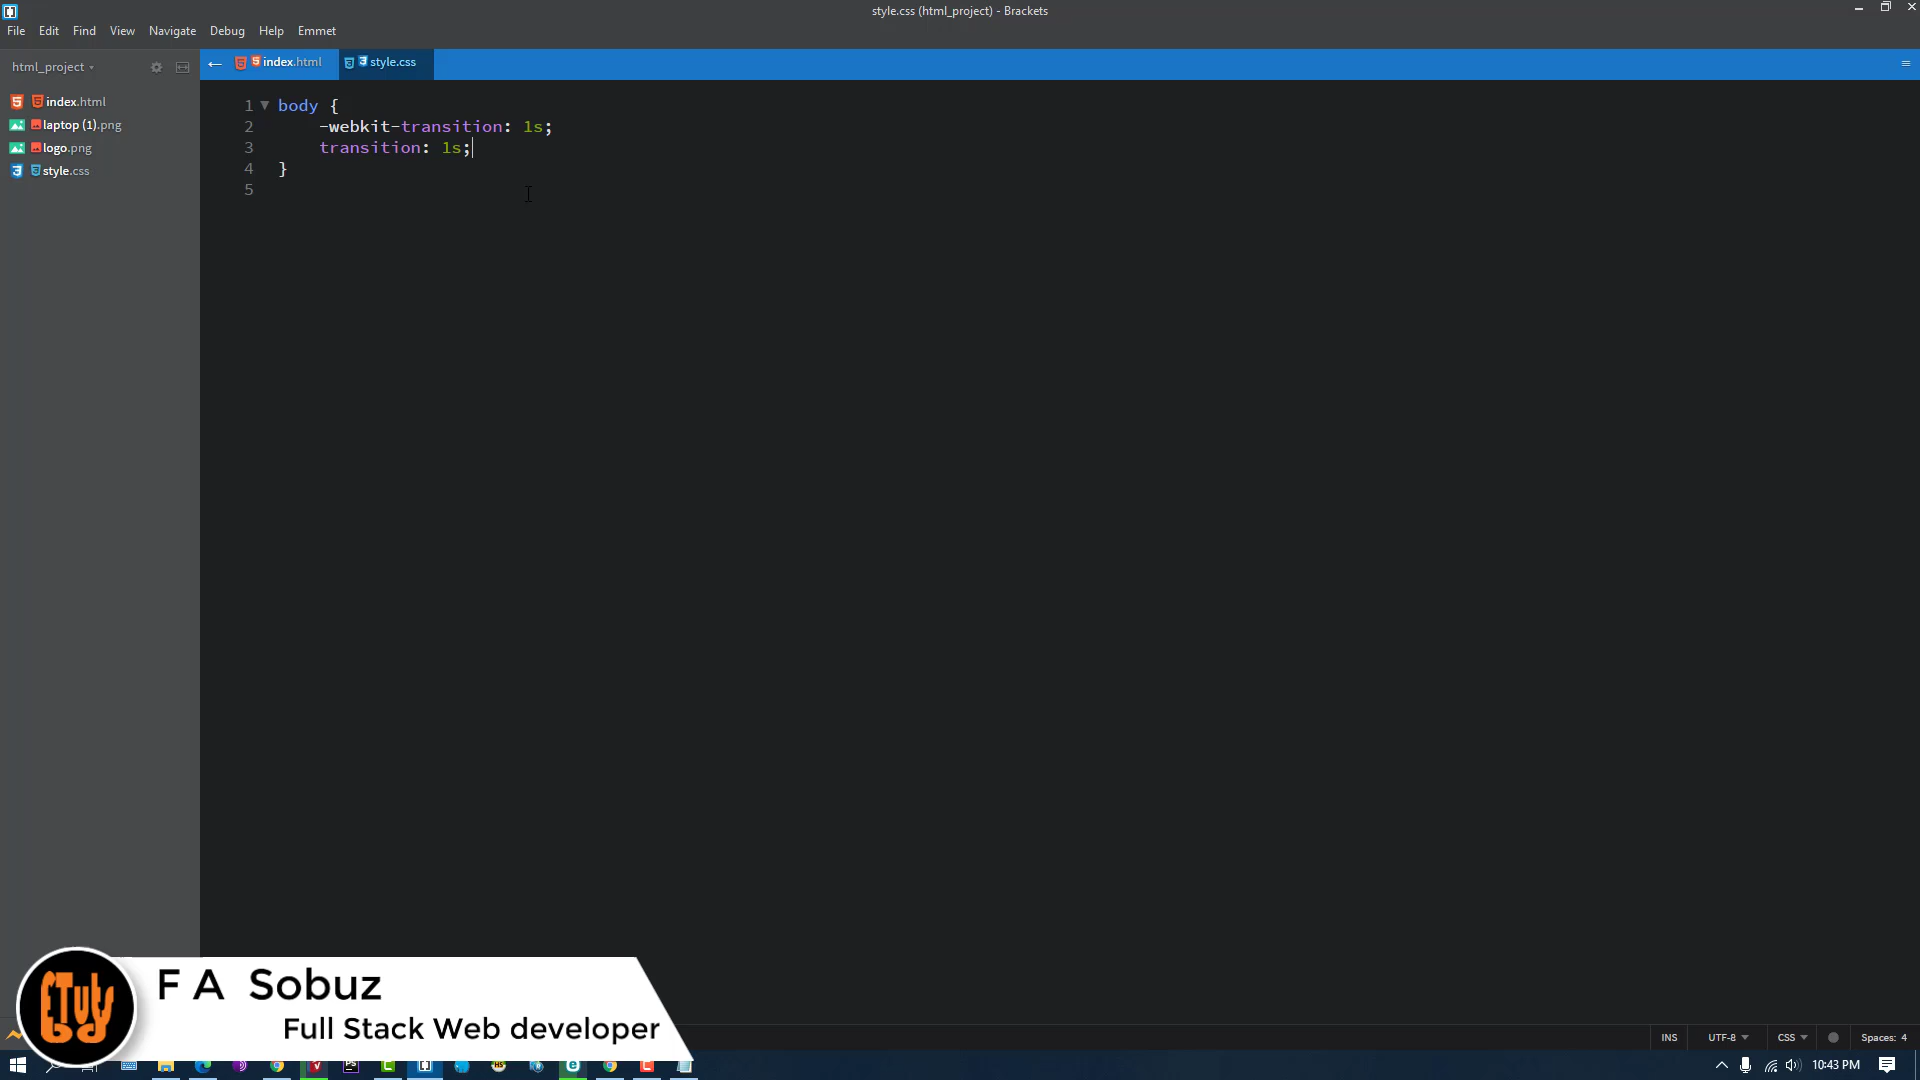 style.css (html_project) - Brackets
File Edit Find View Navigate Debug Help Emmet
html_project
index.html style.css
index.html
laptop (1).png
logo.png
style.css
1 body {
2 -webkit-transition: 1s;
3 transition: 1s;
4 }
5
F A Sobuz
Full Stack Web developer
ETuts
bd
INS UTF-8 CSS Spaces: 4
10:43 PM